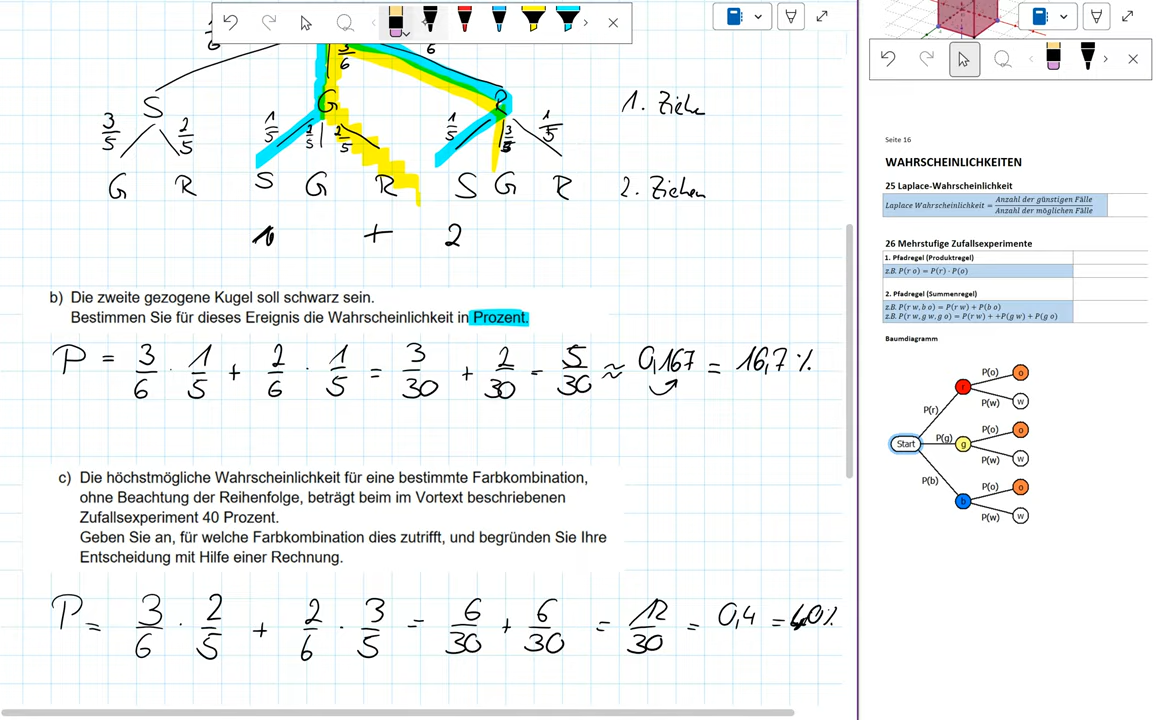 6
3
6
6
S G R 1. Ziehen
3
5
2
5
1
5
2
5
2
5
1
5
3
5
1
5
G R S G R S G R 2. Ziehen
+ 2
b) Die zweite gezogene Kugel soll schwarz sein.
Bestimmen Sie für dieses Ereignis die Wahrscheinlichkeit in Prozent.
P = 3/6 · 1/5 + 2/6 · 1/5 = 3/30 + 2/30 = 5/30 ≈ 0,167 = 16,7 %
c) Die höchstmögliche Wahrscheinlichkeit für eine bestimmte Farbkombination,
ohne Beachtung der Reihenfolge, beträgt beim im Vortext beschriebenen
Zufallsexperiment 40 Prozent.
Geben Sie an, für welche Farbkombination dies zutrifft, und begründen Sie Ihre
Entscheidung mit Hilfe einer Rechnung.
P = 3/6 · 2/5 + 2/6 · 3/5 = 6/30 + 6/30 = 12/30 = 0,4 = 40%
Seite 16
WAHRSCHEINLICHKEITEN
25 Laplace-Wahrscheinlichkeit
Laplace Wahrscheinlichkeit = Anzahl der günstigen Fälle / Anzahl der möglichen Fälle
26 Mehrstufige Zufallsexperimente
1. Pfadregel (Produktregel)
z.B. P(r o) = P(r) · P(o)
2. Pfadregel (Summenregel)
z.B. P(r w, b o) = P(r w) + P(b o)
z.B. P(r w, g w, g o) = P(r w) + +P(g w) + P(g o)
Baumdiagramm
P(o) o
P(r) r
P(w) w
P(o) o
Start P(g) g
P(w) w
P(b) P(o) o
b
P(w) w